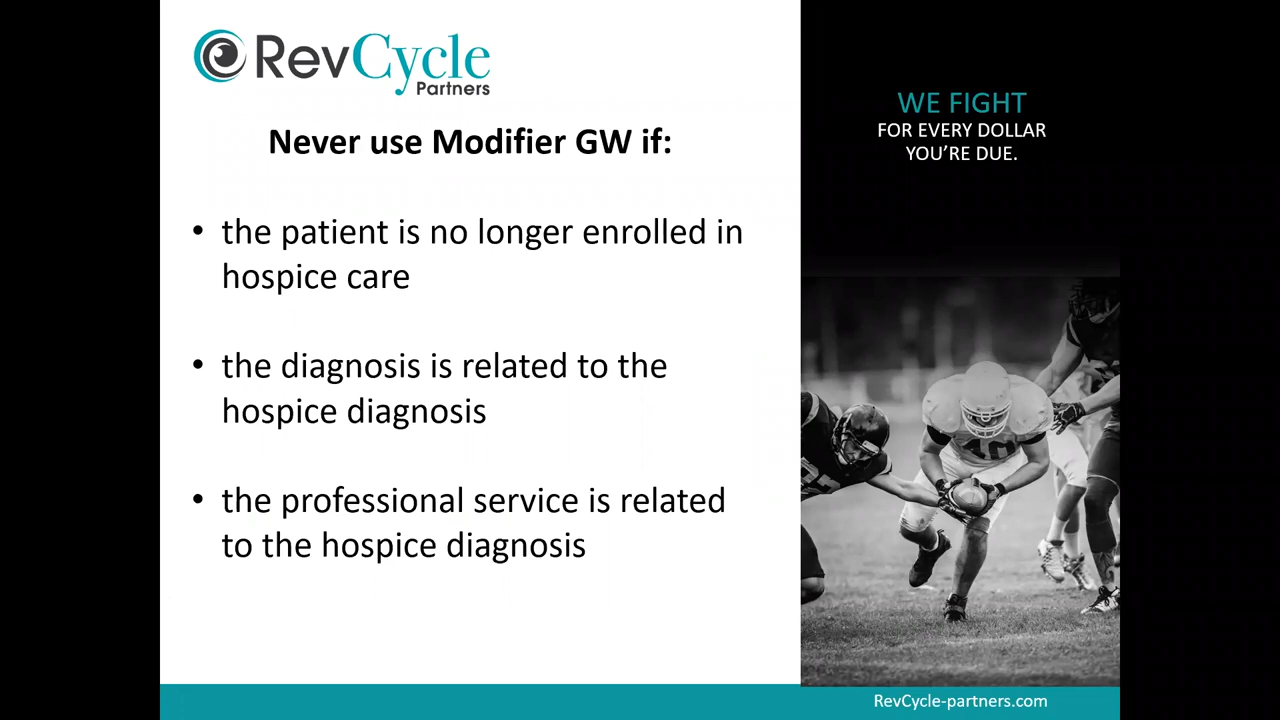 RevCycle
Partners
Never use Modifier GW if:
• the patient is no longer enrolled in
hospice care
• the diagnosis is related to the
hospice diagnosis
• the professional service is related
to the hospice diagnosis
WE FIGHT
FOR EVERY DOLLAR
YOU’RE DUE.
40
RevCycle-partners.com